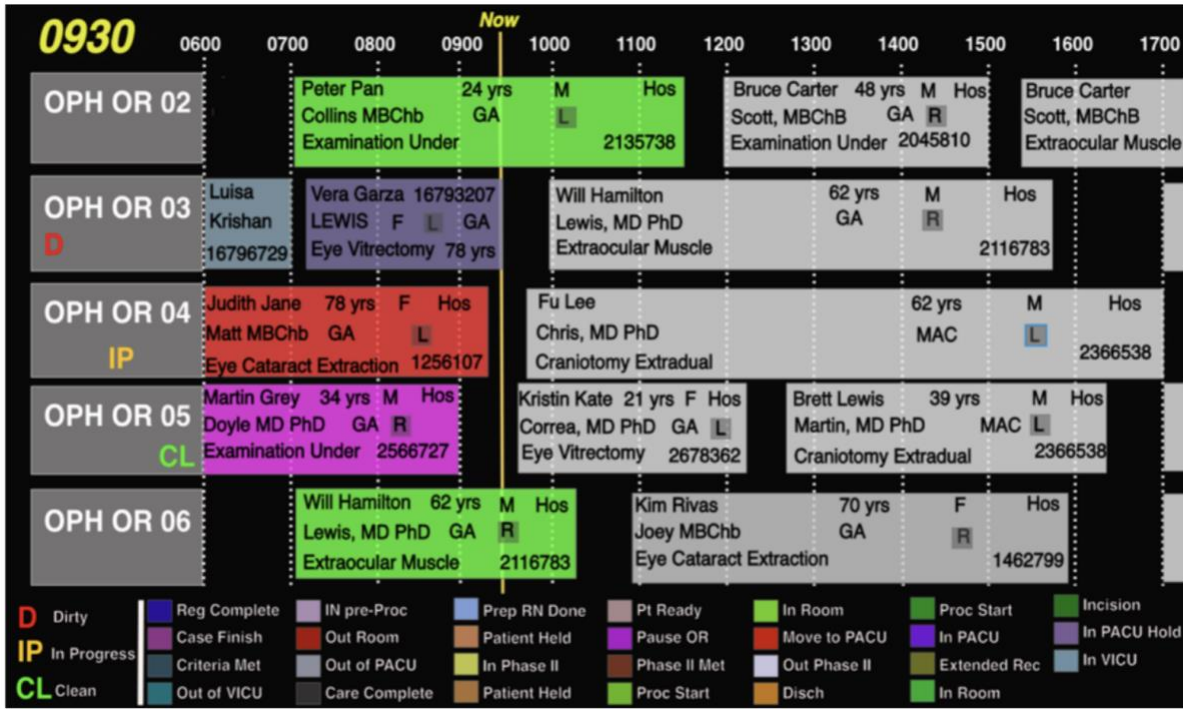 Now
0930 0600 0700 0800 0900 1000 1100 1200 1300 1400 1500 1600 1700
OPH OR 02
Peter Pan 24 yrs M Hos
Collins MBChb GA L
Examination Under 2135738
Bruce Carter 48 yrs M Hos
Scott, MBChB GA R
Examination Under 2045810
Bruce Carter
Scott, MBChB
Extraocular Muscle
OPH OR 03
D
Luisa
Krishan
16796729
Vera Garza 16793207
LEWIS F L GA
Eye Vitrectomy 78 yrs
Will Hamilton 62 yrs M Hos
Lewis, MD PhD GA R
Extraocular Muscle 2116783
OPH OR 04
IP
Judith Jane 78 yrs F Hos
Matt MBChb GA L
Eye Cataract Extraction 1256107
Fu Lee 62 yrs M Hos
Chris, MD PhD MAC L
Craniotomy Extradual 2366538
OPH OR 05
CL
Martin Grey 34 yrs M Hos
Doyle MD PhD GA R
Examination Under 2566727
Kristin Kate 21 yrs F Hos
Correa, MD PhD GA L
Eye Vitrectomy 2678362
Brett Lewis 39 yrs M Hos
Martin, MD PhD MAC L
Craniotomy Extradual 2366538
OPH OR 06
Will Hamilton 62 yrs M Hos
Lewis, MD PhD GA R
Extraocular Muscle 2116783
Kim Rivas 70 yrs F Hos
Joey MBChb GA R
Eye Cataract Extraction 1462799
D Dirty
IP In Progress
CL Clean
Reg Complete IN pre-Proc Prep RN Done Pt Ready In Room Proc Start Incision
Case Finish Out Room Patient Held Pause OR Move to PACU In PACU In PACU Hold
Criteria Met Out of PACU In Phase II Phase II Met Out Phase II Extended Rec In VICU
Out of VICU Care Complete Patient Held Proc Start Disch In Room